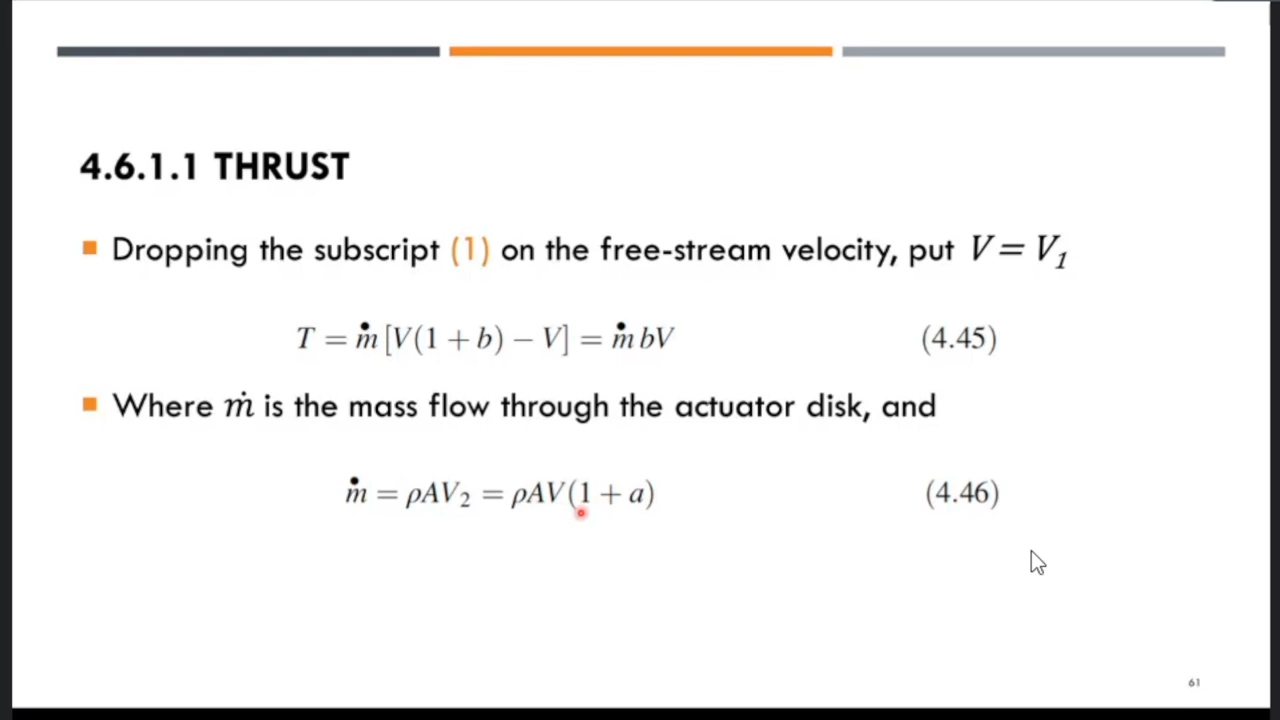 4.6.1.1 THRUST
Dropping the subscript (1) on the free-stream velocity, put V = V₁
T = ṁ [V(1 + b) − V] = ṁ bV (4.45)
Where ṁ is the mass flow through the actuator disk, and
ṁ = ρAV₂ = ρAV(1 + a) (4.46)
61